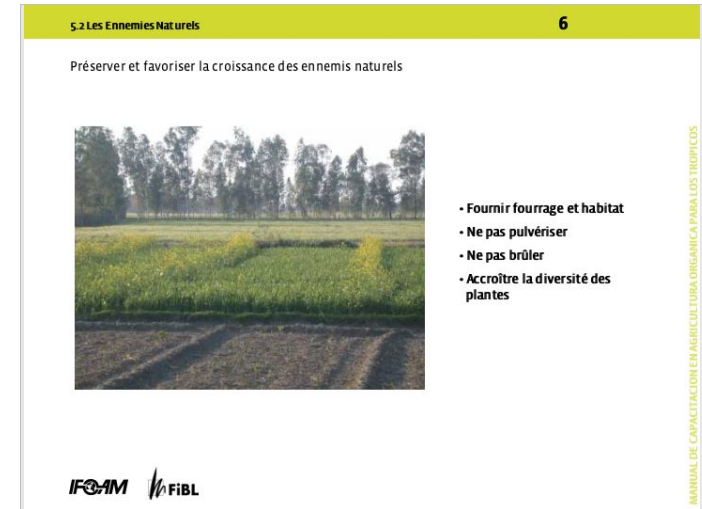 5.2 Les Ennemies Naturels
6
Préserver et favoriser la croissance des ennemis naturels
• Fournir fourrage et habitat
• Ne pas pulvériser
• Ne pas brûler
• Accroître la diversité des
plantes
MANUAL DE CAPACITACION EN AGRICULTURA ORGANICA PARA LOS TROPICOS
IFOAM
FiBL